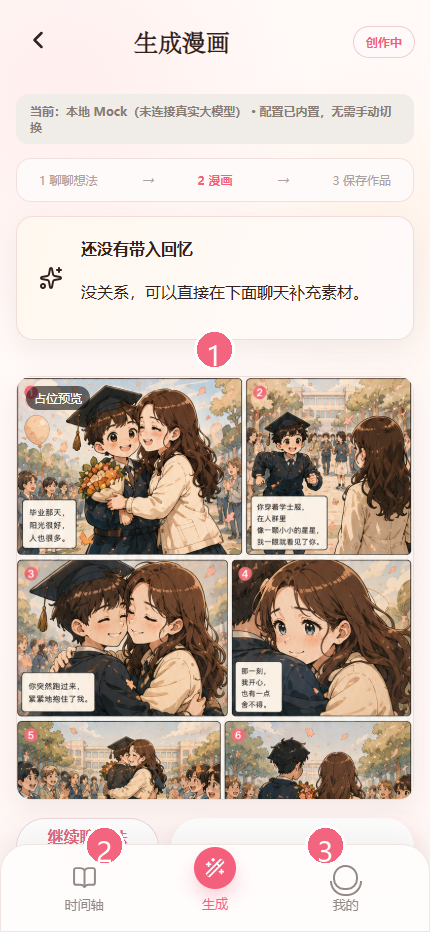 生成漫画
创作中
当前：本地 Mock（未连接真实大模型） • 配置已内置，无需手动切
换
1 聊聊想法 → 2 漫画 → 3 保存作品
还没有带入回忆
没关系，可以直接在下面聊天补充素材。
1
占位预览
毕业那天，
阳光很好，
人也很多。
2
你穿着学士服，
在人群里
像一颗小小的星星，
我一眼就看见了你。
3
你突然跑过来，
紧紧地抱住了我。
4
那一刻，
我开心，
也有一点
舍不得。
5
6
继续
2
3
时间轴
生成
我的